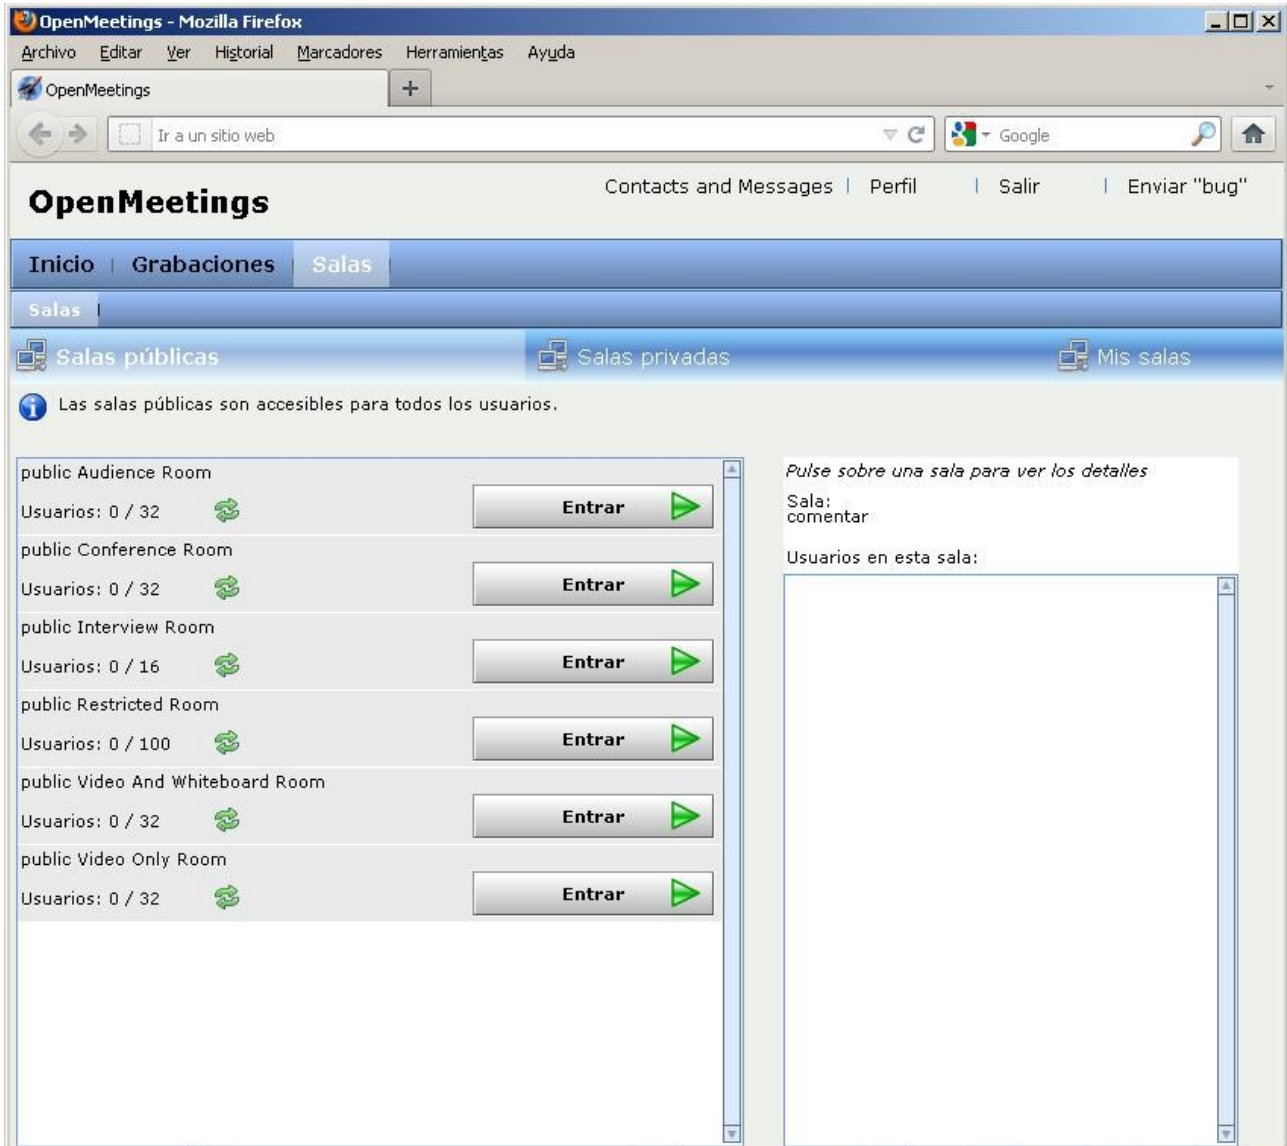 OpenMeetings - Mozilla Firefox
Archivo Editar Ver Historial Marcadores Herramientas Ayuda
OpenMeetings
Ir a un sitio web
Google
Contacts and Messages | Perfil | Salir | Enviar "bug"
OpenMeetings
Inicio | Grabaciones | Salas |
Salas |
Salas públicas
Salas privadas
Mis salas
Las salas públicas son accesibles para todos los usuarios.
public Audience Room
Usuarios: 0 / 32
Entrar
public Conference Room
Usuarios: 0 / 32
Entrar
public Interview Room
Usuarios: 0 / 16
Entrar
public Restricted Room
Usuarios: 0 / 100
Entrar
public Video And Whiteboard Room
Usuarios: 0 / 32
Entrar
public Video Only Room
Usuarios: 0 / 32
Entrar
Pulse sobre una sala para ver los detalles
Sala:
comentar
Usuarios en esta sala: